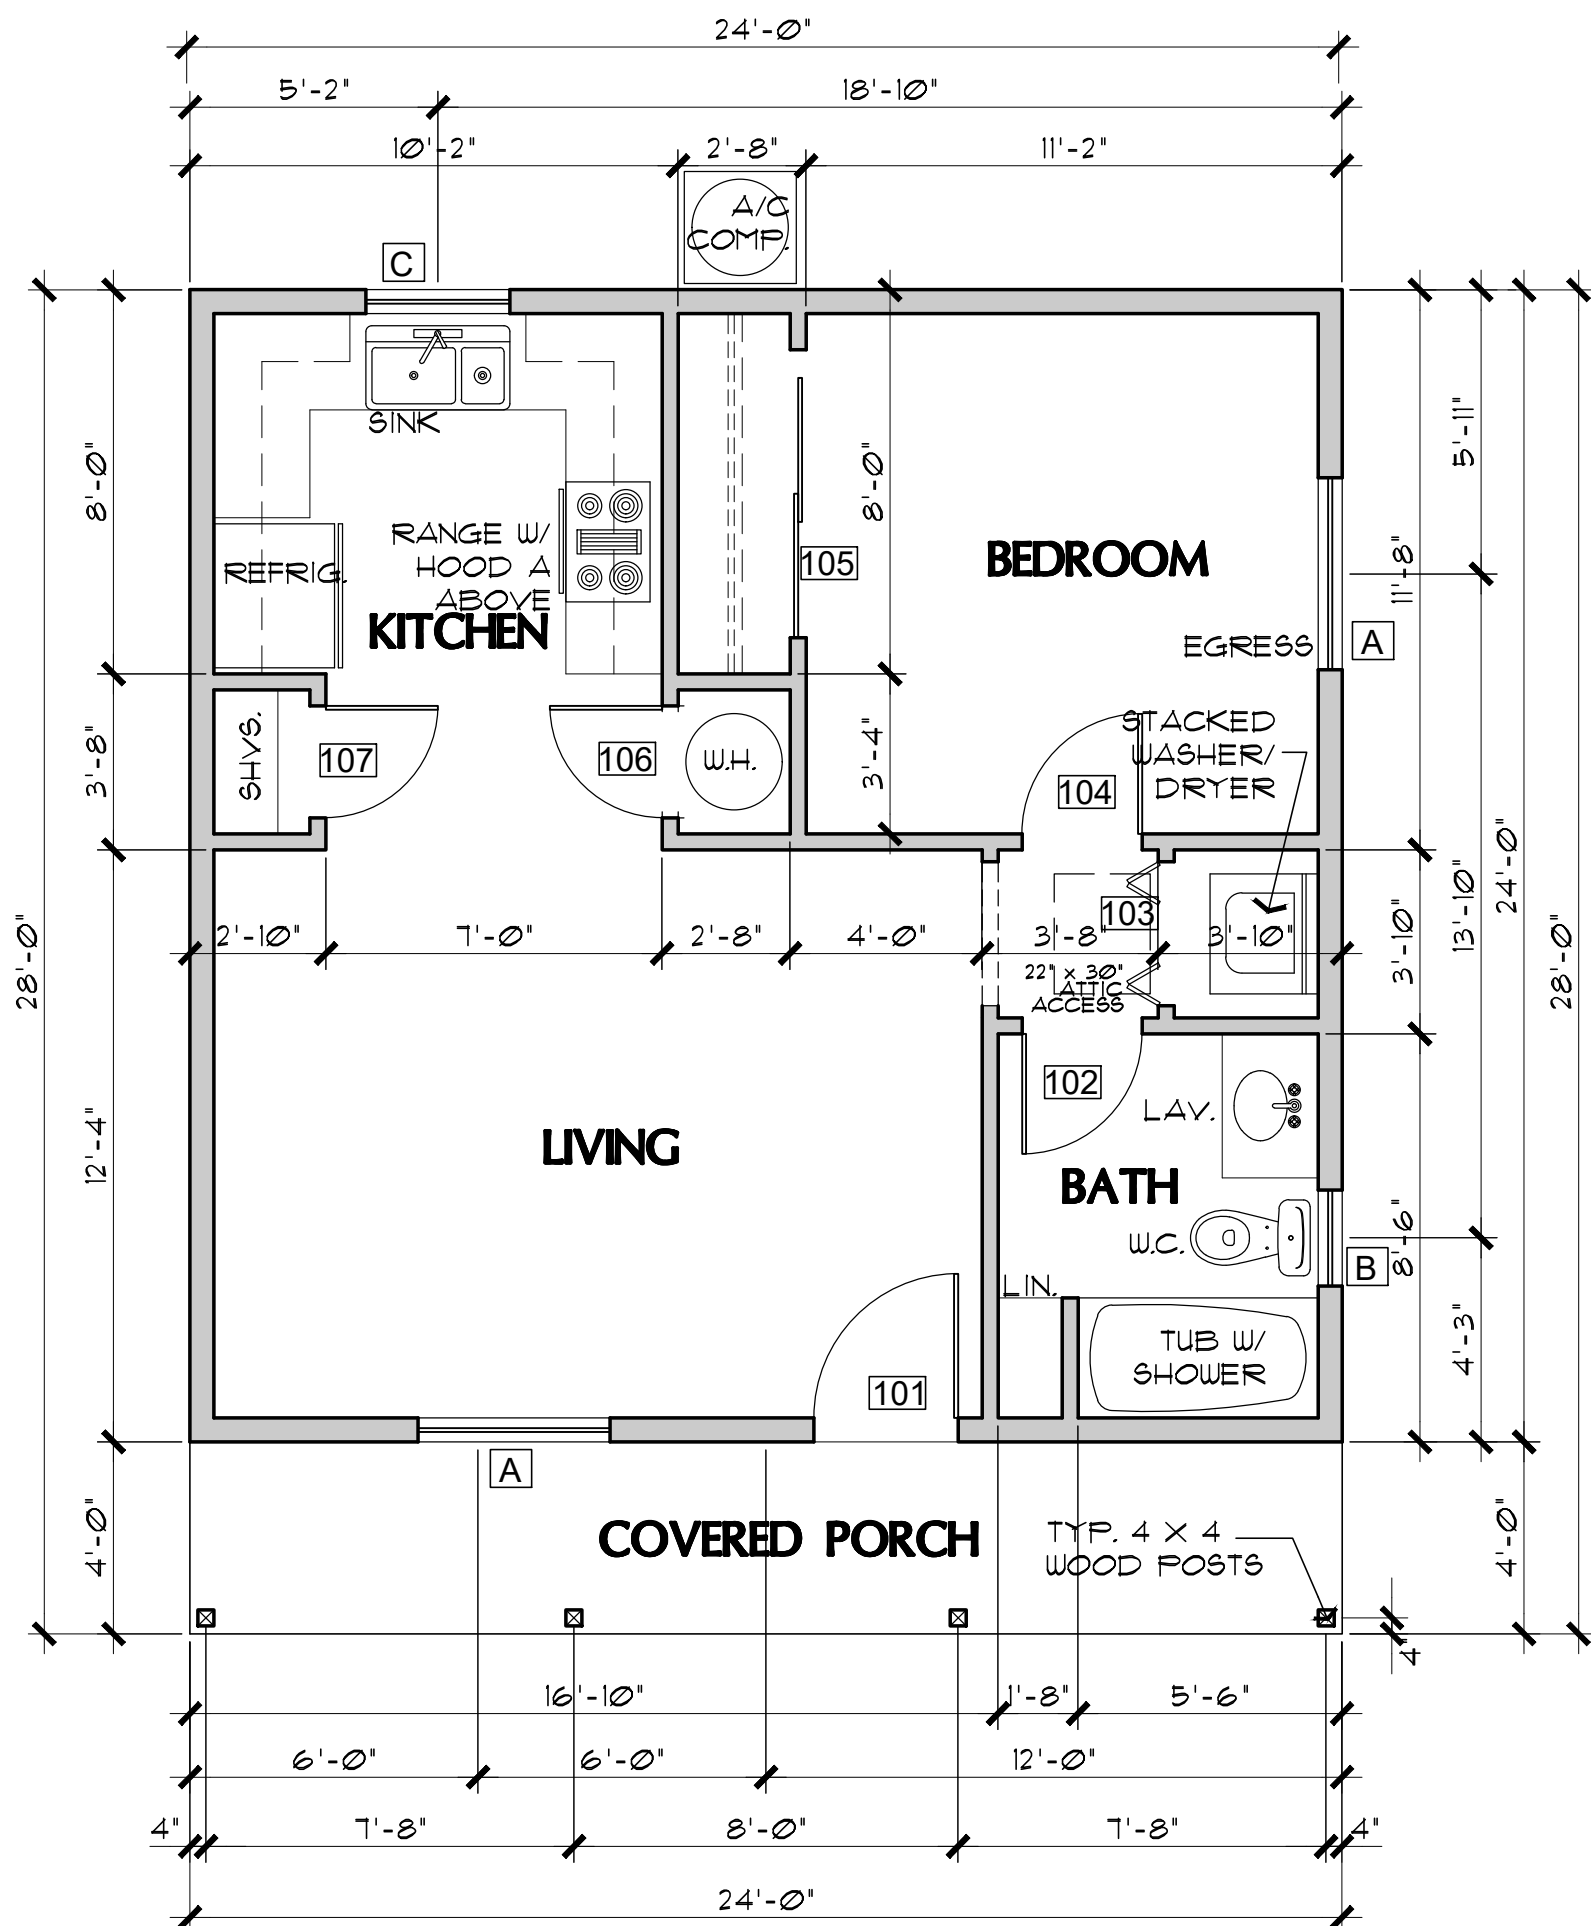 24'-0"
5'-2"
18'-10"
10'-2"
2'-8"
11'-2"
A/C
COMP.
C
SINK
5'-11"
8'-0"
8'-0"
RANGE W/
HOOD A
ABOVE
REFRIG.
KITCHEN
105
BEDROOM
11'-8"
EGRESS
A
SHVS.
107
106
W.H.
3'-8"
3'-4"
104
STACKED
WASHER/
DRYER
24'-0"
28'-0"
28'-0"
2'-10"
7'-0"
2'-8"
4'-0"
3'-8"
103
3'-10"
3'-10"
13'-10"
22" x 30"
ATTIC
ACCESS
102
LAV.
12'-4"
LIVING
BATH
W.C.
B
8'-6"
LIN.
4'-3"
TUB W/
SHOWER
101
A
COVERED PORCH
TYP. 4 X 4
WOOD POSTS
4'-0"
4'-0"
4"
16'-10"
1'-8"
5'-6"
6'-0"
6'-0"
12'-0"
4"
7'-8"
8'-0"
7'-8"
4"
24'-0"